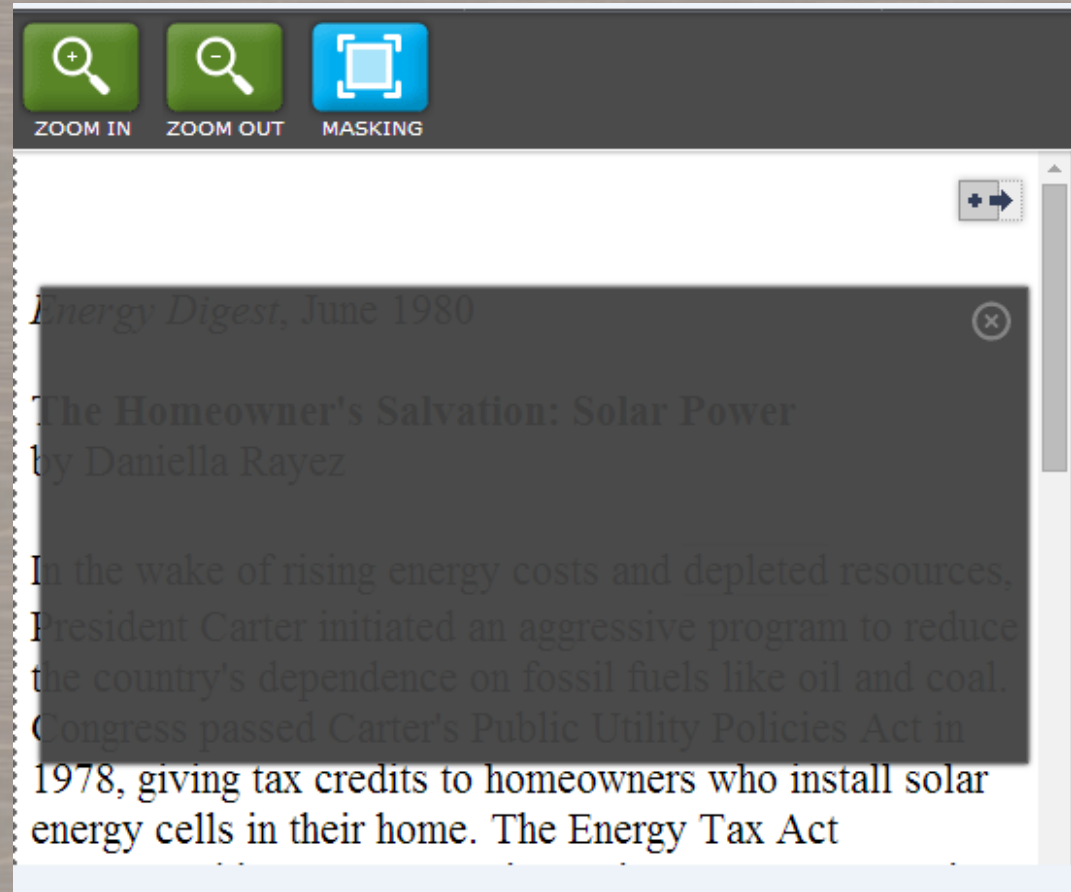 ZOOM IN ZOOM OUT MASKING
Energy Digest, June 1980
The Homeowner's Salvation: Solar Power
by Daniella Rayez
In the wake of rising energy costs and depleted resources,
President Carter initiated an aggressive program to reduce
the country's dependence on fossil fuels like oil and coal.
Congress passed Carter's Public Utility Policies Act in
1978, giving tax credits to homeowners who install solar
energy cells in their home. The Energy Tax Act